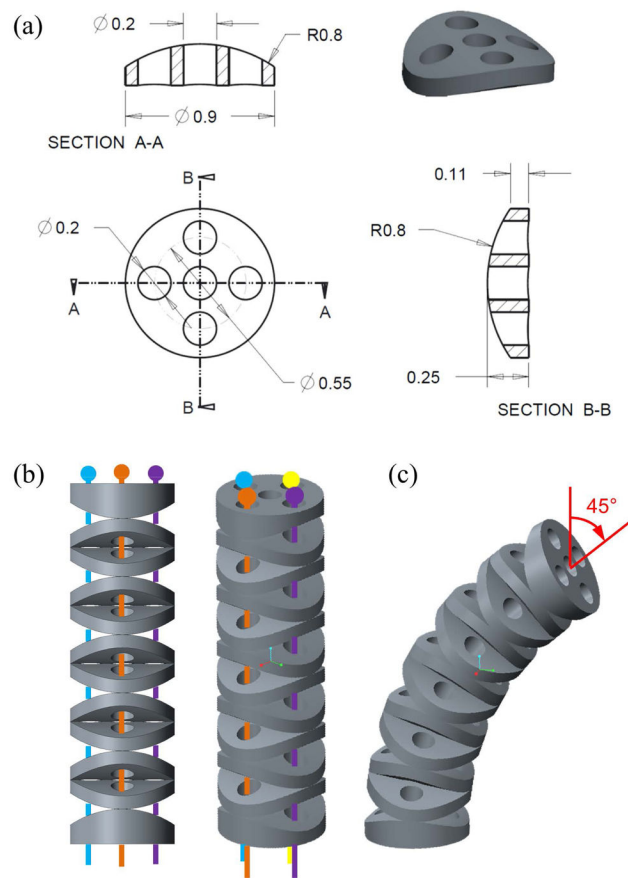 (a)
∅ 0.2
R0.8
∅ 0.9
SECTION A-A
B
∅ 0.2
A
A
∅ 0.55
B
0.11
R0.8
0.25
SECTION B-B
(b)
(c)
45°